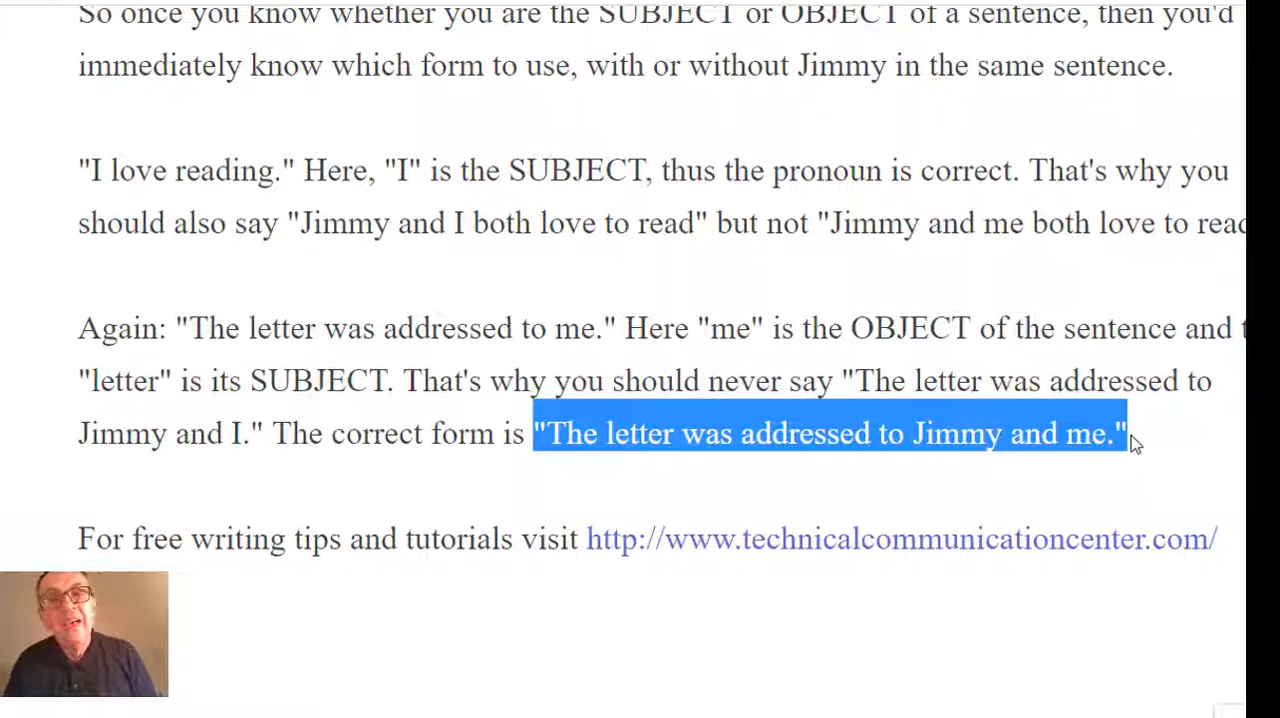 So once you know whether you are the SUBJECT or OBJECT of a sentence, then you'd
immediately know which form to use, with or without Jimmy in the same sentence.
"I love reading." Here, "I" is the SUBJECT, thus the pronoun is correct. That's why you
should also say "Jimmy and I both love to read" but not "Jimmy and me both love to read
Again: "The letter was addressed to me." Here "me" is the OBJECT of the sentence and
"letter" is its SUBJECT. That's why you should never say "The letter was addressed to
Jimmy and I." The correct form is "The letter was addressed to Jimmy and me."
For free writing tips and tutorials visit http://www.technicalcommunicationcenter.com/